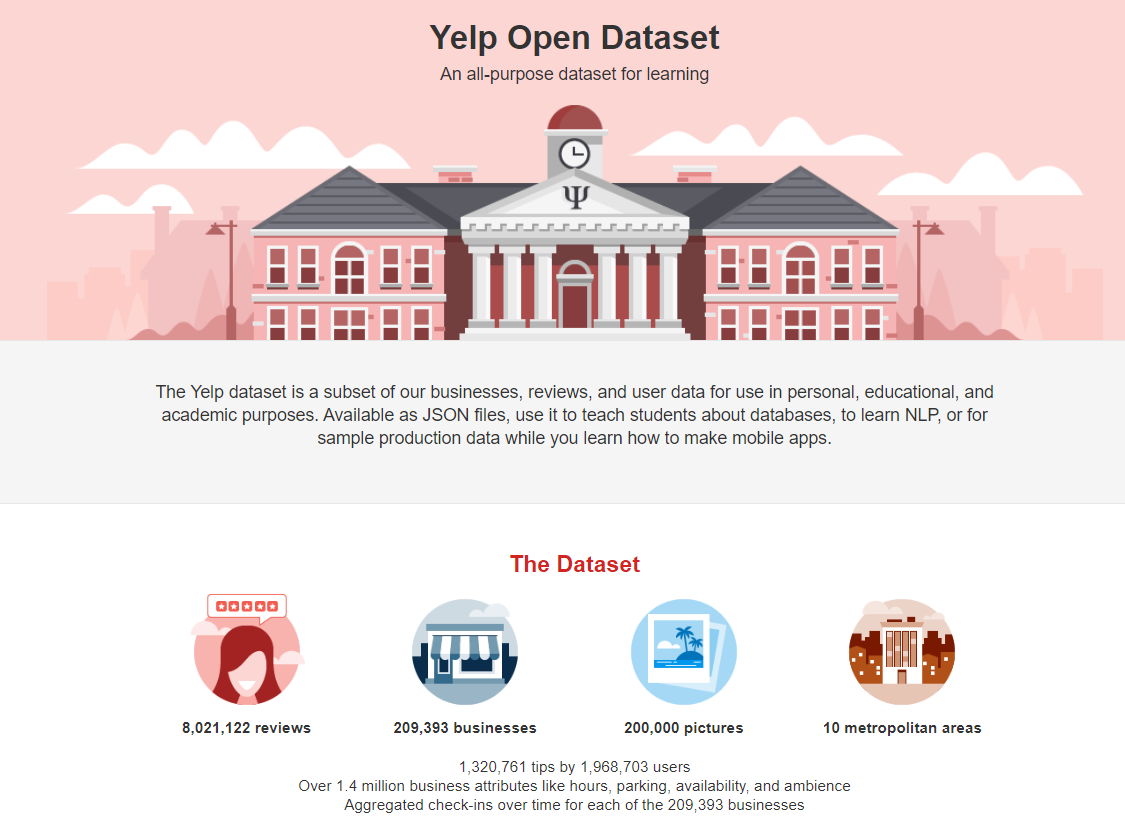 Yelp Open Dataset
An all-purpose dataset for learning
Ψ
The Yelp dataset is a subset of our businesses, reviews, and user data for use in personal, educational, and
academic purposes. Available as JSON files, use it to teach students about databases, to learn NLP, or for
sample production data while you learn how to make mobile apps.
The Dataset
8,021,122 reviews
209,393 businesses
200,000 pictures
10 metropolitan areas
1,320,761 tips by 1,968,703 users
Over 1.4 million business attributes like hours, parking, availability, and ambience
Aggregated check-ins over time for each of the 209,393 businesses